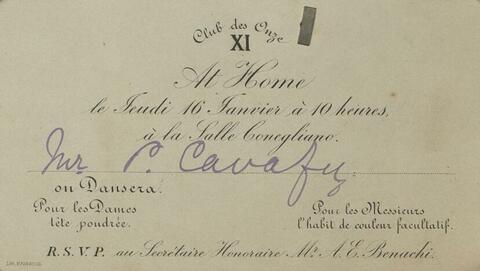 Club des Onze
XI
At Home
le Jeudi 16 Janvier à 10 heures,
à la Salle Conegliano.
Mr P. Cavafy
on Dansera.
Pour les Dames
tête poudrée.
Pour les Messieurs
l'habit de couleur facultatif.
R.S.V.P. au Secrétaire Honoraire Mr. A. E. Benachi.